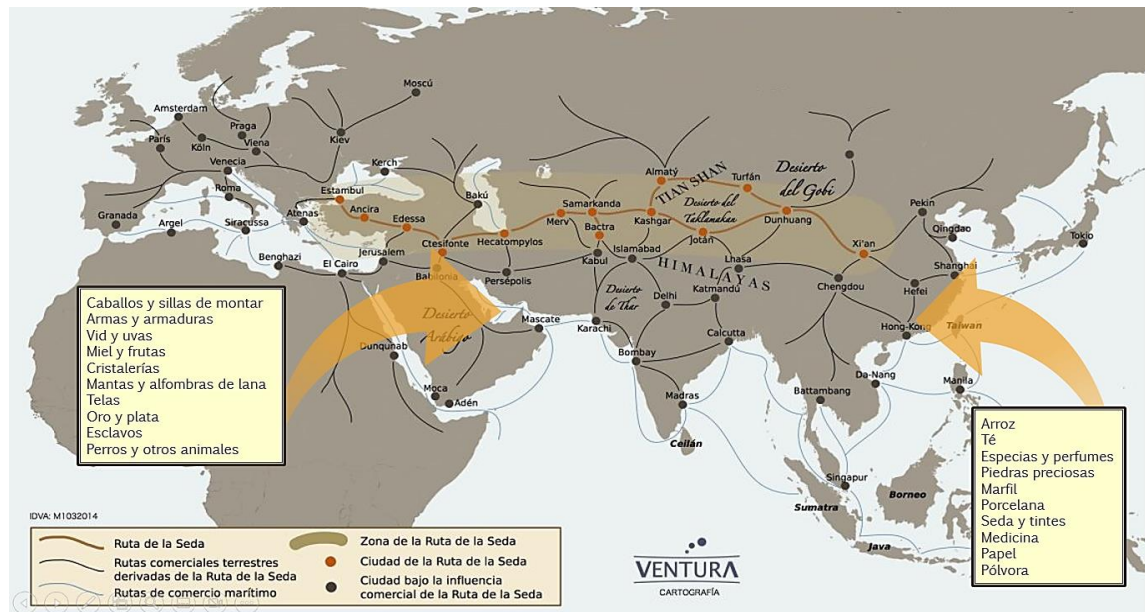 Moscú
Amsterdam
Praga
París
Köln
Viena
Kiev
Venecia
Roma
Kerch
Estambul
Ancira
Edessa
Bakú
Granada
Argel
Siracussa
Atenas
Ctesifonte
Hecatompylos
Merv
Samarkanda
Bactra
Almatý
TIAN SHAN
Turfán
Desierto
del Gobi
Desierto del
Taklamakán
Kashgar
Jotán
Dunhuang
Pekín
Qingdao
Tokio
Xi'an
Benghazi
El Cairo
Jerusalem
Babilonia
Persépolis
Kabul
Islamabad
HIMALAYAS
Lhasa
Chengdou
Shanghái
Hefei
Katmandú
Delhi
Desierto
de Thar
Desierto
Arábigo
Mascate
Karachi
Calcutta
Hong-Kong
Taiwan
Dunqunab
Bombay
Moca
Adén
Madras
Ceilán
Battambang
Da-Nang
Manila
Singapur
Sumatra
Borneo
Java
Caballos y sillas de montar
Armas y armaduras
Vid y uvas
Miel y frutas
Cristalerías
Mantas y alfombras de lana
Telas
Oro y plata
Esclavos
Perros y otros animales
Arroz
Té
Especias y perfumes
Piedras preciosas
Marfil
Porcelana
Seda y tintes
Medicina
Papel
Pólvora
IDVA: M1032014
Ruta de la Seda
Rutas comerciales terrestres
derivadas de la Ruta de la Seda
Rutas de comercio marítimo
Zona de la Ruta de la Seda
Ciudad de la Ruta de la Seda
Ciudad bajo la influencia
comercial de la Ruta de la Seda
VENTURA
CARTOGRAFÍA